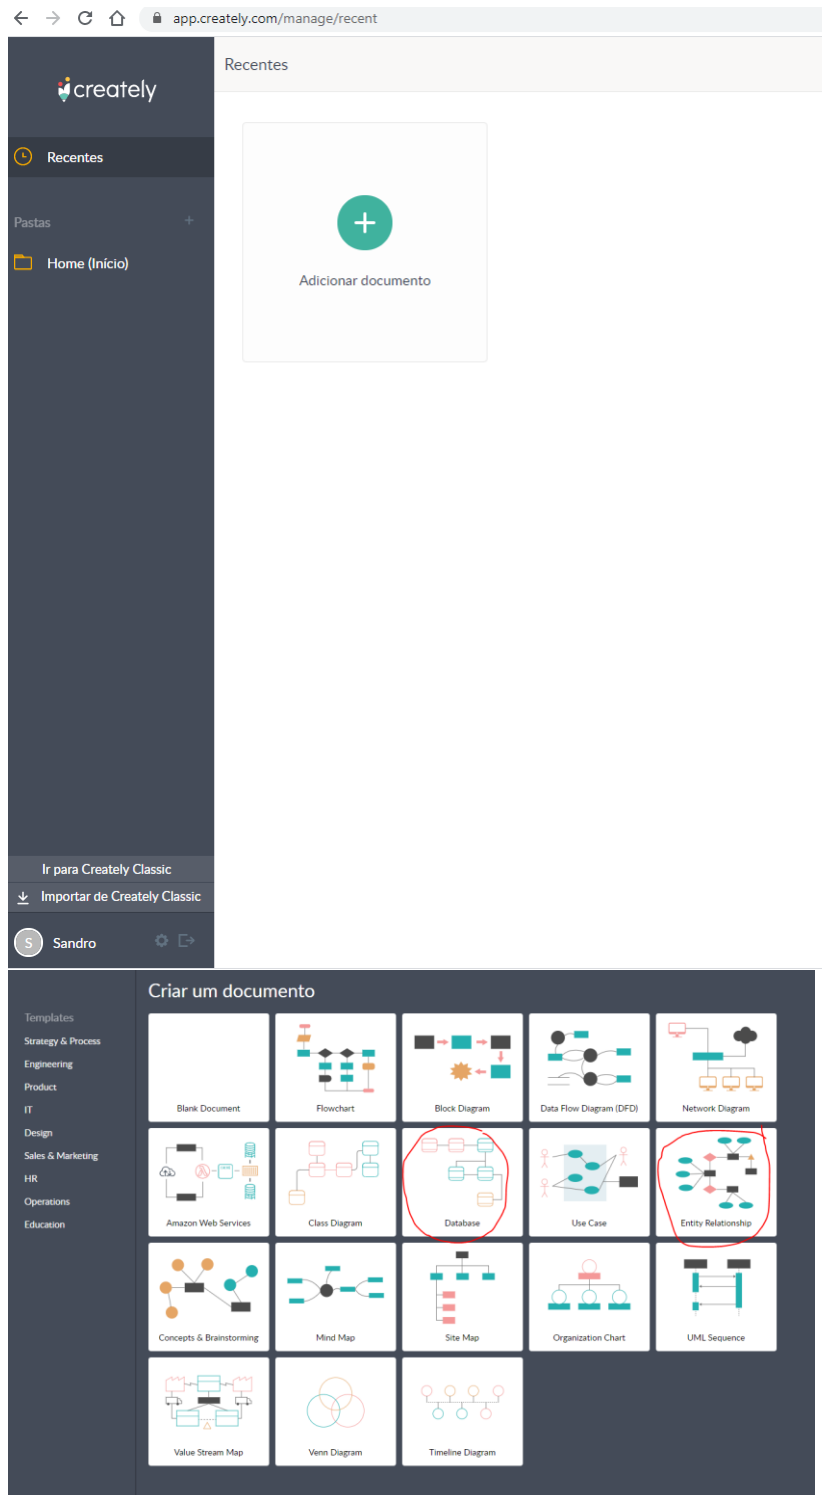 app.creately.com/manage/recent
creately
Recentes
Recentes
Pastas
+
Home (Início)
Adicionar documento
Ir para Creately Classic
Importar de Creately Classic
S
Sandro
Criar um documento
Templates
Strategy & Process
Engineering
Product
IT
Design
Sales & Marketing
HR
Operations
Education
Blank Document
Flowchart
Block Diagram
Data Flow Diagram (DFD)
Network Diagram
Amazon Web Services
Class Diagram
Database
Use Case
Entity Relationship
Concepts & Brainstorming
Mind Map
Site Map
Organization Chart
UML Sequence
Value Stream Map
Venn Diagram
Timeline Diagram